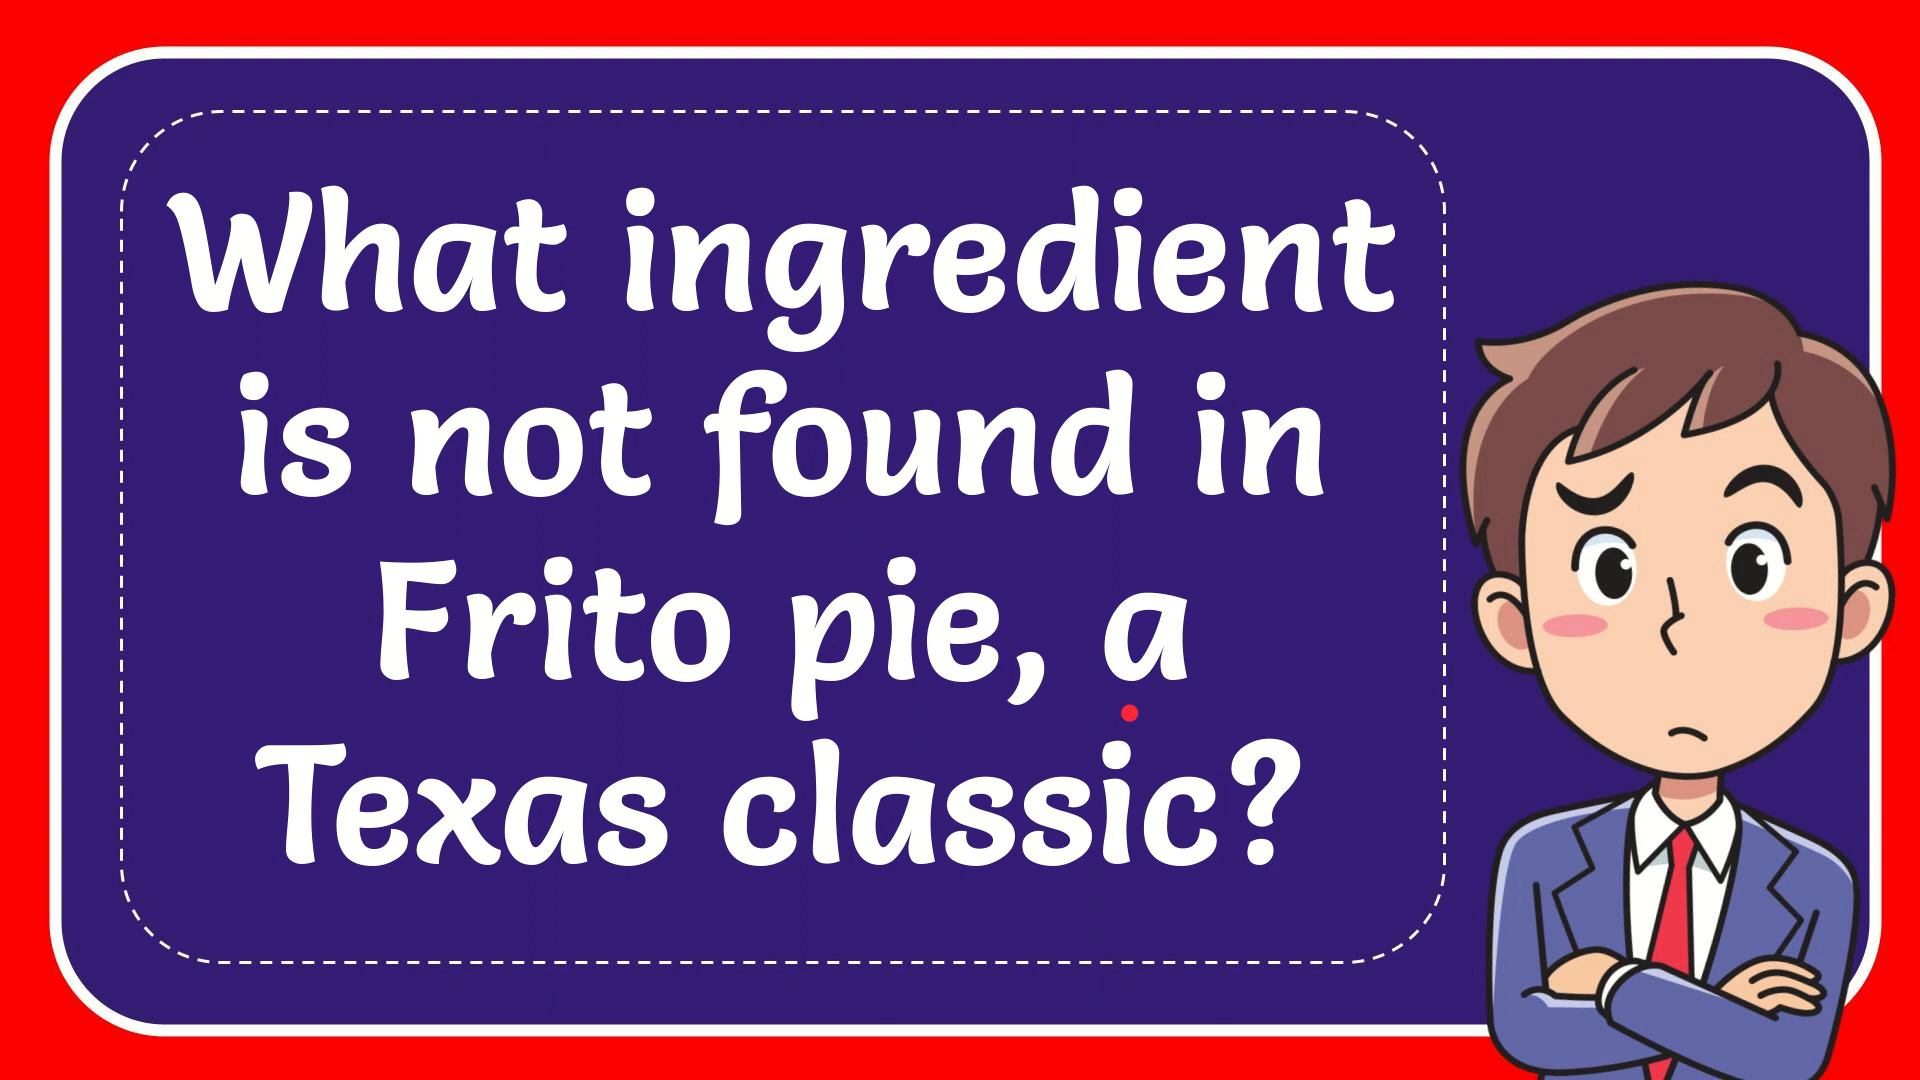 What ingredient
is not found in
Frito pie, a
Texas classic?